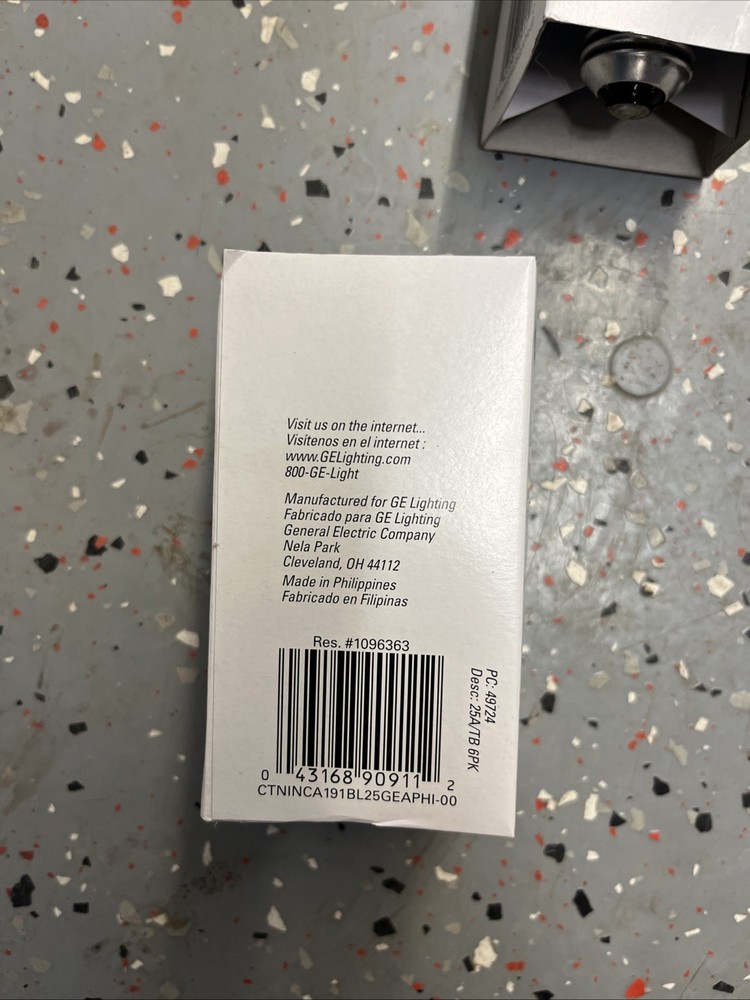 Visit us on the internet...
Visítenos en el internet :
www.GELighting.com
800-GE-Light
Manufactured for GE Lighting
Fabricado para GE Lighting
General Electric Company
Nela Park
Cleveland, OH 44112
Made in Philippines
Fabricado en Filipinas
Res. #1096363
0 43168 90911 2
CTNINCA191BL25GEAPHI-00
PC: 49724
Desc: 25A/TB 6PK